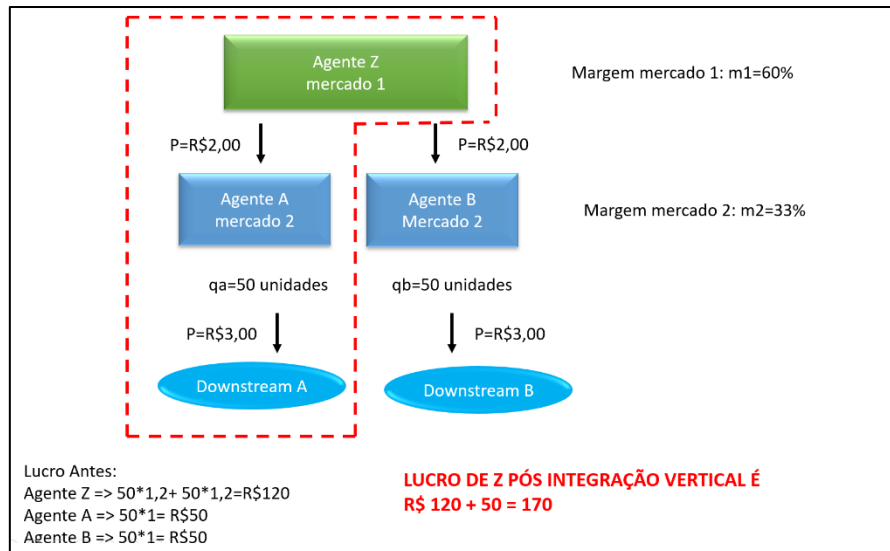 Agente Z
mercado 1
Margem mercado 1: m1=60%
P=R$2,00
P=R$2,00
Agente A
mercado 2
Agente B
Mercado 2
Margem mercado 2: m2=33%
qa=50 unidades
qb=50 unidades
P=R$3,00
P=R$3,00
Downstream A
Downstream B
Lucro Antes:
Agente Z => 50*1,2+ 50*1,2=R$120
Agente A => 50*1= R$50
Agente B => 50*1= R$50
LUCRO DE Z PÓS INTEGRAÇÃO VERTICAL É
R$ 120 + 50 = 170